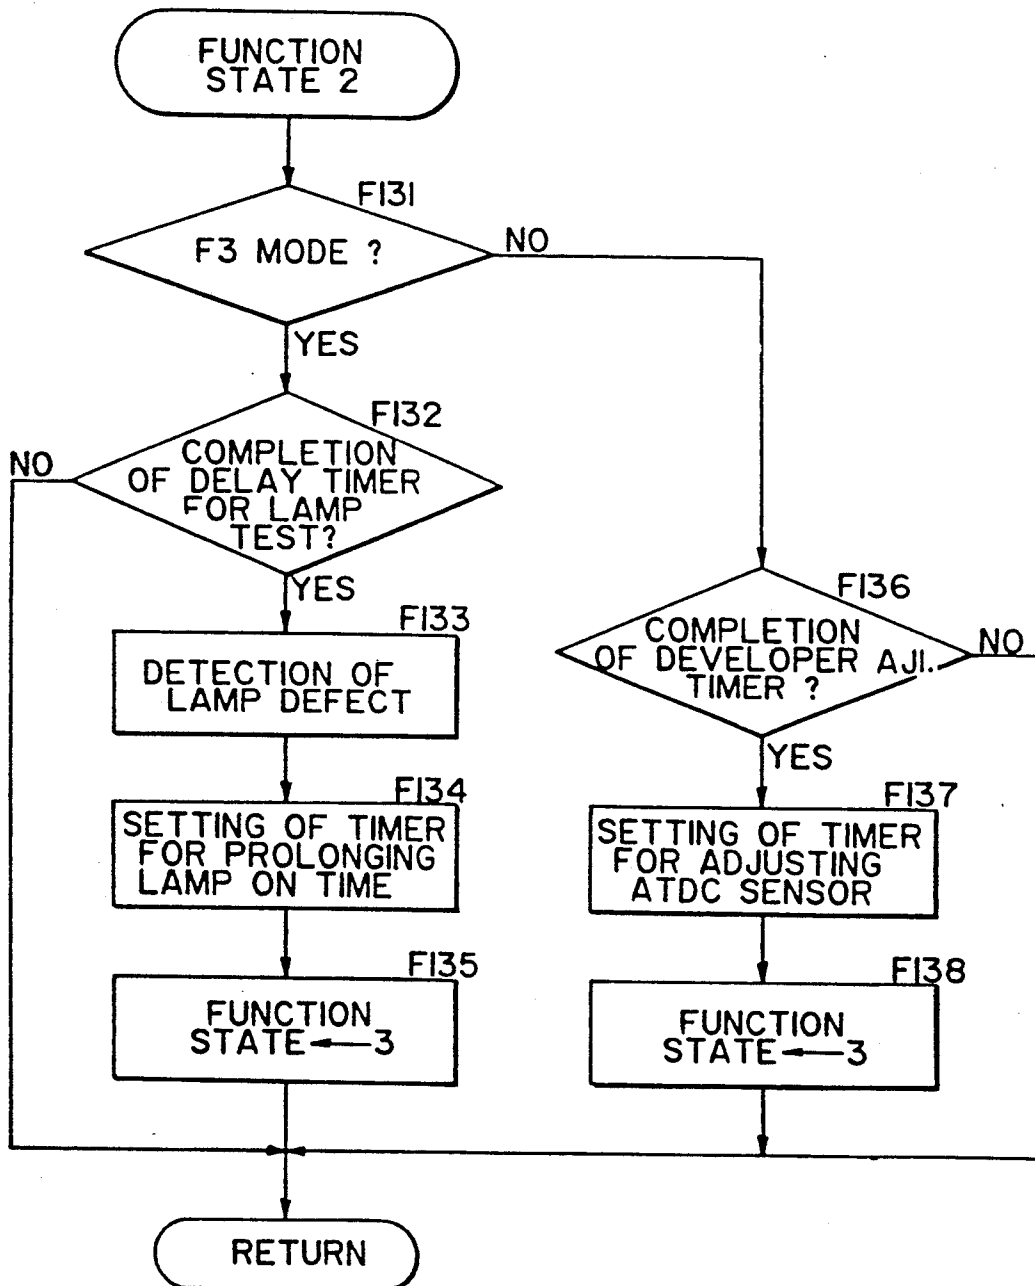 FUNCTION
STATE 2
F131
F3 MODE ?
NO
YES
F132
COMPLETION
OF DELAY TIMER
FOR LAMP
TEST?
NO
YES
F133
DETECTION OF
LAMP DEFECT
F134
SETTING OF TIMER
FOR PROLONGING
LAMP ON TIME
F135
FUNCTION
STATE←3
F136
COMPLETION
OF DEVELOPER AJI.
TIMER ?
NO
YES
F137
SETTING OF TIMER
FOR ADJUSTING
ATDC SENSOR
F138
FUNCTION
STATE←3
RETURN